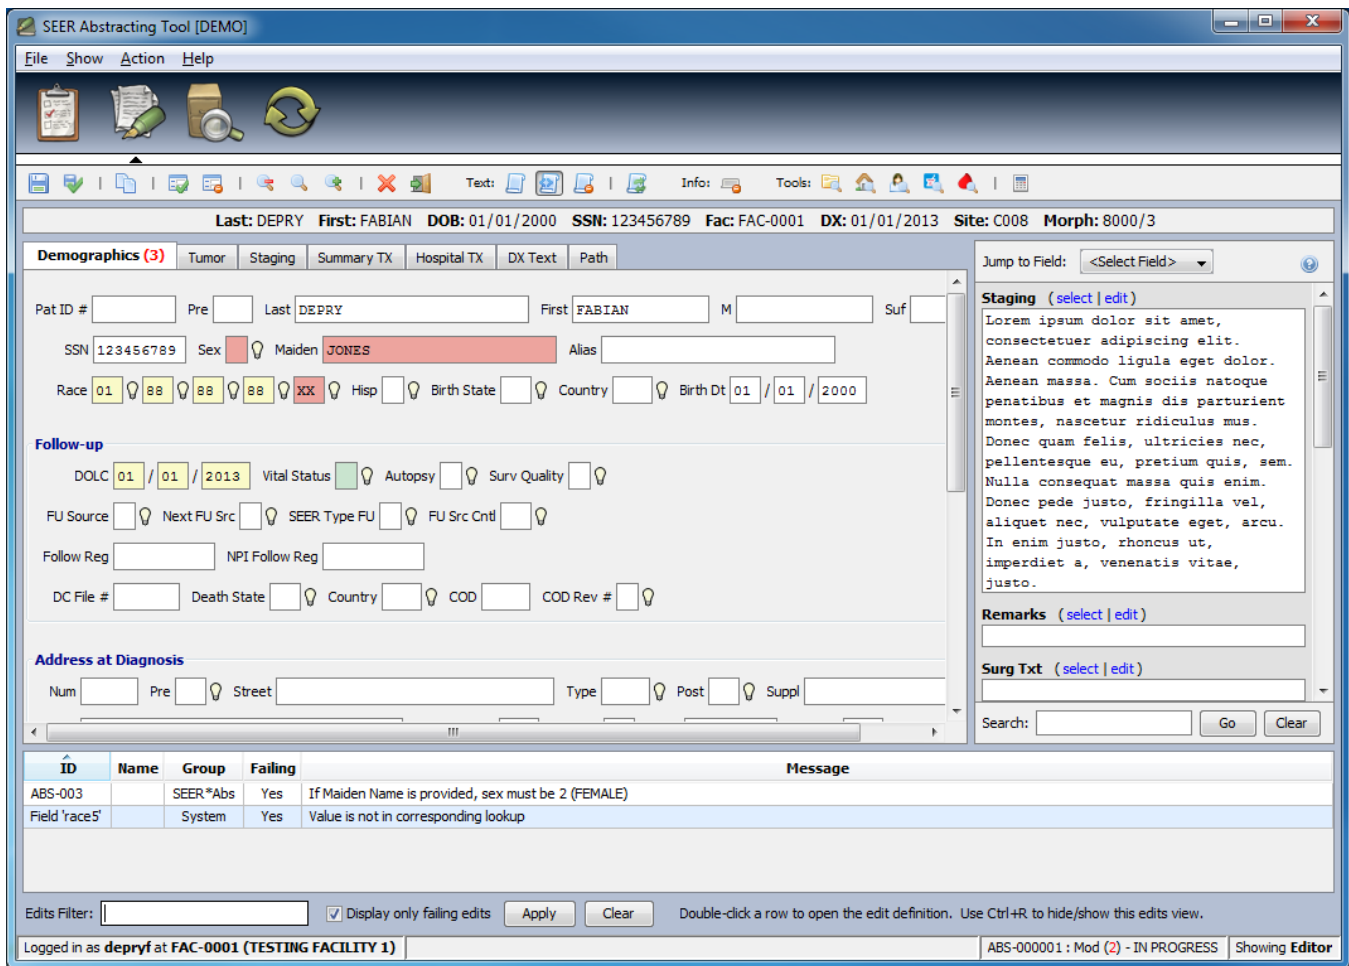 SEER Abstracting Tool [DEMO]
File Show Action Help
Text: Info: Tools:
Last: DEPRY First: FABIAN DOB: 01/01/2000 SSN: 123456789 Fac: FAC-0001 DX: 01/01/2013 Site: C008 Morph: 8000/3
Demographics (3) Tumor Staging Summary TX Hospital TX DX Text Path
Pat ID # Pre Last DEPRY First FABIAN M Suf
SSN 123456789 Sex Maiden JONES Alias
Race 01 88 88 88 XX Hisp Birth State Country Birth Dt 01 / 01 / 2000
Follow-up
DOLC 01 / 01 / 2013 Vital Status Autopsy Surv Quality
FU Source Next FU Src SEER Type FU FU Src Cntl
Follow Reg NPI Follow Reg
DC File # Death State Country COD COD Rev #
Address at Diagnosis
Num Pre Street Type Post Suppl
Jump to Field: <Select Field>
Staging (select | edit)
Lorem ipsum dolor sit amet,
consectetuer adipiscing elit.
Aenean commodo ligula eget dolor.
Aenean massa. Cum sociis natoque
penatibus et magnis dis parturient
montes, nascetur ridiculus mus.
Donec quam felis, ultricies nec,
pellentesque eu, pretium quis, sem.
Nulla consequat massa quis enim.
Donec pede justo, fringilla vel,
aliquet nec, vulputate eget, arcu.
In enim justo, rhoncus ut,
imperdiet a, venenatis vitae,
justo.
Remarks (select | edit)
Surg Txt (select | edit)
Search: Go Clear
ID Name Group Failing Message
ABS-003 SEER*Abs Yes If Maiden Name is provided, sex must be 2 (FEMALE)
Field 'race5' System Yes Value is not in corresponding lookup
Edits Filter: Display only failing edits Apply Clear Double-click a row to open the edit definition. Use Ctrl+R to hide/show this edits view.
Logged in as depryf at FAC-0001 (TESTING FACILITY 1) ABS-000001 : Mod (2) - IN PROGRESS Showing Editor